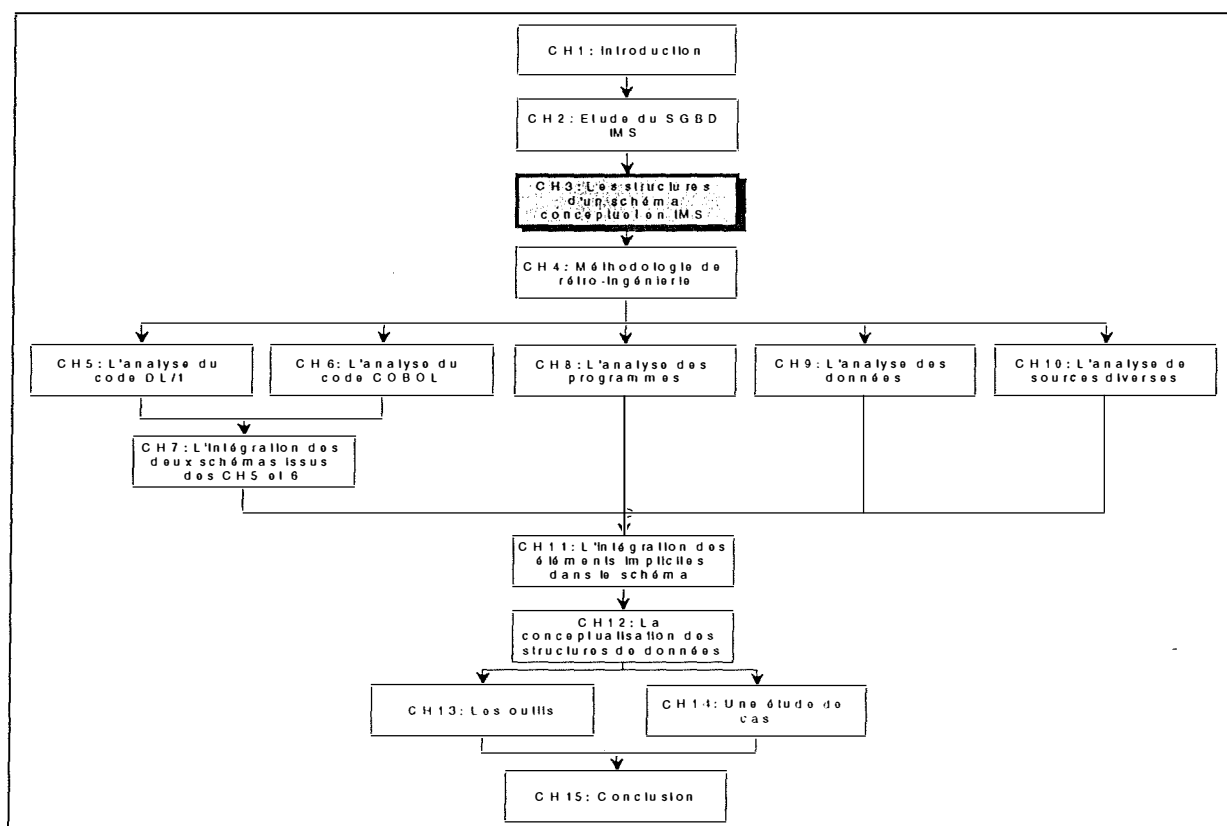 CH1: Introduction
CH2: Etude du SGBD
IMS
CH3: Les structures
d'un schéma
conceptuel en IMS
CH4: Méthodologie de
rétro-Ingénierie
CH5: L'analyse du
code DL/1
CH6: L'analyse du
code COBOL
CH8: L'analyse des
programmes
CH9: L'analyse des
données
CH10: L'analyse de
sources diverses
CH7: L'Intégration des
deux schémas issus
des CH5 et 6
CH11: L'Intégration des
éléments implicites
dans le schéma
CH12: La
conceptualisation des
structures de données
CH13: Les outils
CH14: Une étude de
cas
CH15: Conclusion